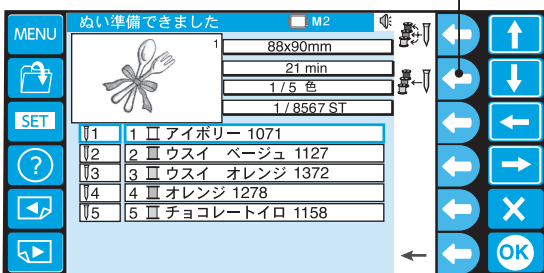 MENU
ぬい準備できました M2
1
88x90mm
21 min
1/5 色
1/8567 ST
SET
1 1 アイボリー 1071
2 2 ウスイ ベージュ 1127
3 3 ウスイ オレンジ 1372
4 4 オレンジ 1278
5 5 チョコレートイロ 1158
?
OK